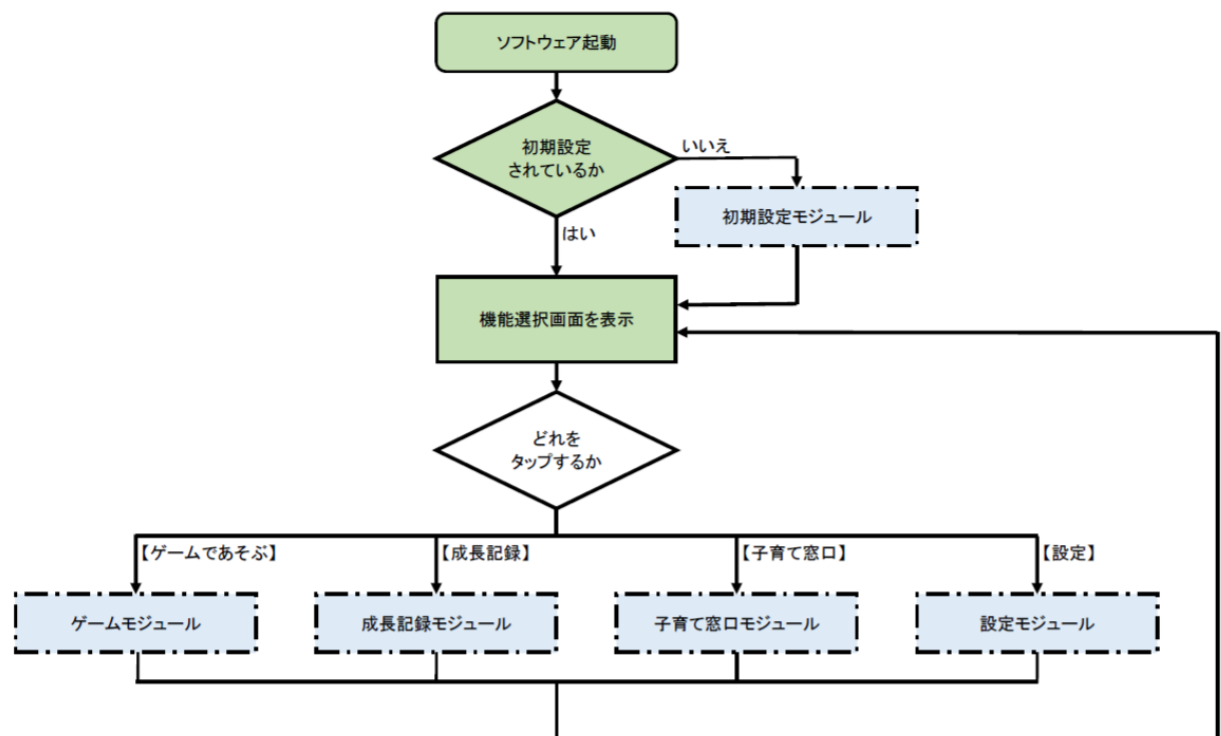 ソフトウェア起動
初期設定
されているか
いいえ
初期設定モジュール
はい
機能選択画面を表示
どれを
タップするか
【ゲームであそぶ】
【成長記録】
【子育て窓口】
【設定】
ゲームモジュール
成長記録モジュール
子育て窓口モジュール
設定モジュール